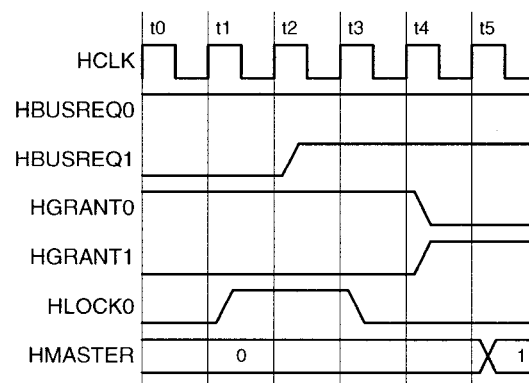 t0 t1 t2 t3 t4 t5
HCLK
HBUSREQ0
HBUSREQ1
HGRANT0
HGRANT1
HLOCK0
HMASTER 0 1